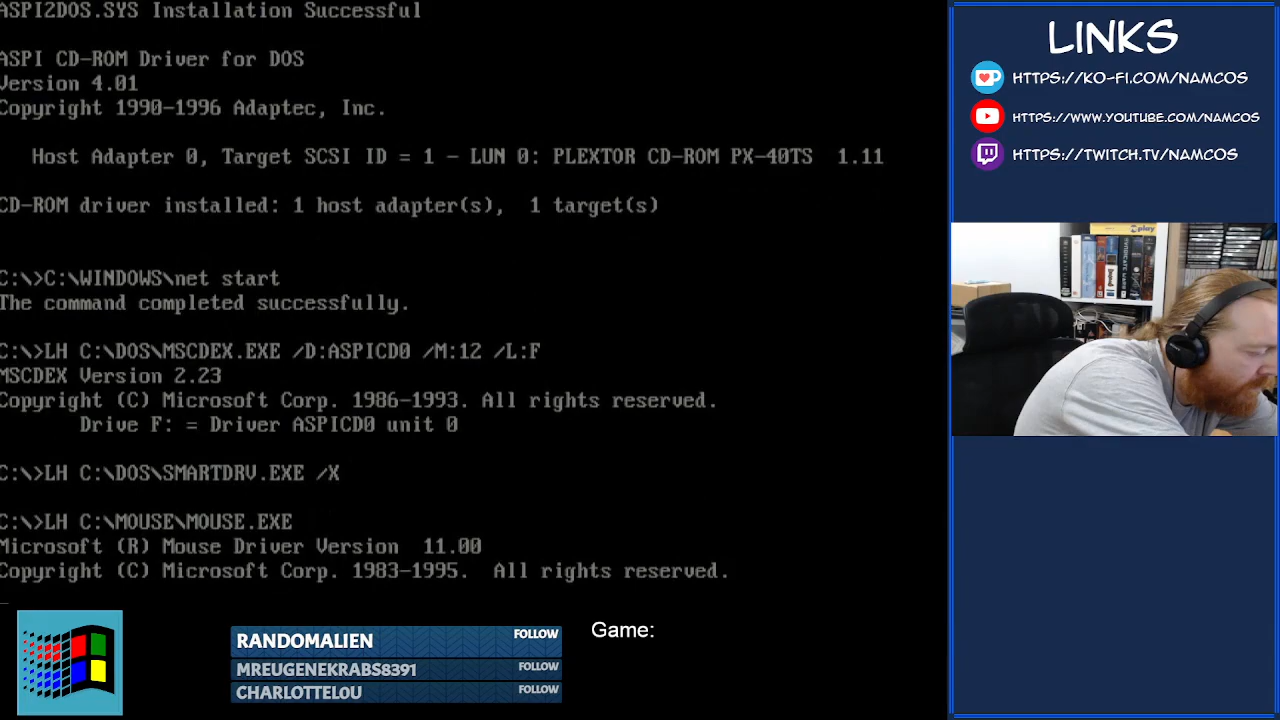 ASPI2DOS.SYS Installation Successful
ASPI CD-ROM Driver for DOS
Version 4.01
Copyright 1990-1996 Adaptec, Inc.
Host Adapter 0, Target SCSI ID = 1 - LUN 0: PLEXTOR CD-ROM PX-40TS 1.11
CD-ROM driver installed: 1 host adapter(s), 1 target(s)
C:\>C:\WINDOWS\net start
The command completed successfully.
C:\>LH C:\DOS\MSCDEX.EXE /D:ASPICD0 /M:12 /L:F
MSCDEX Version 2.23
Copyright (C) Microsoft Corp. 1986-1993. All rights reserved.
Drive F: = Driver ASPICD0 unit 0
C:\>LH C:\DOS\SMARTDRV.EXE /X
C:\>LH C:\MOUSE\MOUSE.EXE
Microsoft (R) Mouse Driver Version 11.00
Copyright (C) Microsoft Corp. 1983-1995. All rights reserved.
_
LINKS
HTTPS://KO-FI.COM/NAMCOS
HTTPS://WWW.YOUTUBE.COM/NAMCOS
HTTPS://TWITCH.TV/NAMCOS
RANDOMALIEN FOLLOW
MREUGENEKRABS8391 FOLLOW
CHARLOTTEL0U FOLLOW
Game: